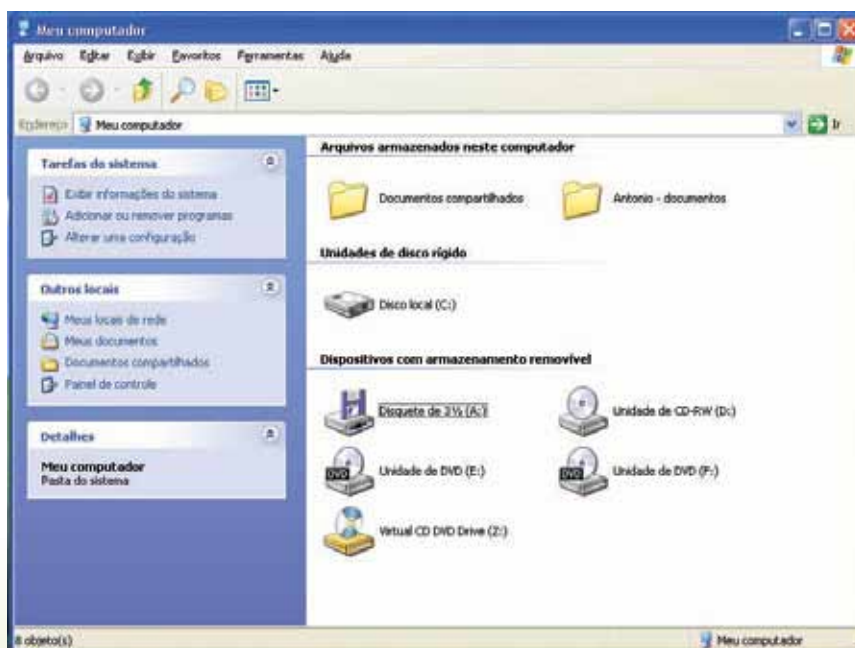 Meu computador
Arquivo Editar Exibir Favoritos Ferramentas Ajuda
Endereço Meu computador Ir
Tarefas do sistema
Exibir informações do sistema
Adicionar ou remover programas
Alterar uma configuração
Outros locais
Meus locais de rede
Meus documentos
Documentos compartilhados
Painel de controle
Detalhes
Meu computador
Pasta do sistema
Arquivos armazenados neste computador
Documentos compartilhados Antonio - documentos
Unidades de disco rígido
Disco local (C:)
Dispositivos com armazenamento removível
Disquete de 3½ (A:) Unidade de CD-RW (D:)
DVD Unidade de DVD (E:) DVD Unidade de DVD (F:)
Virtual CD DVD Drive (Z:)
8 objeto(s) Meu computador